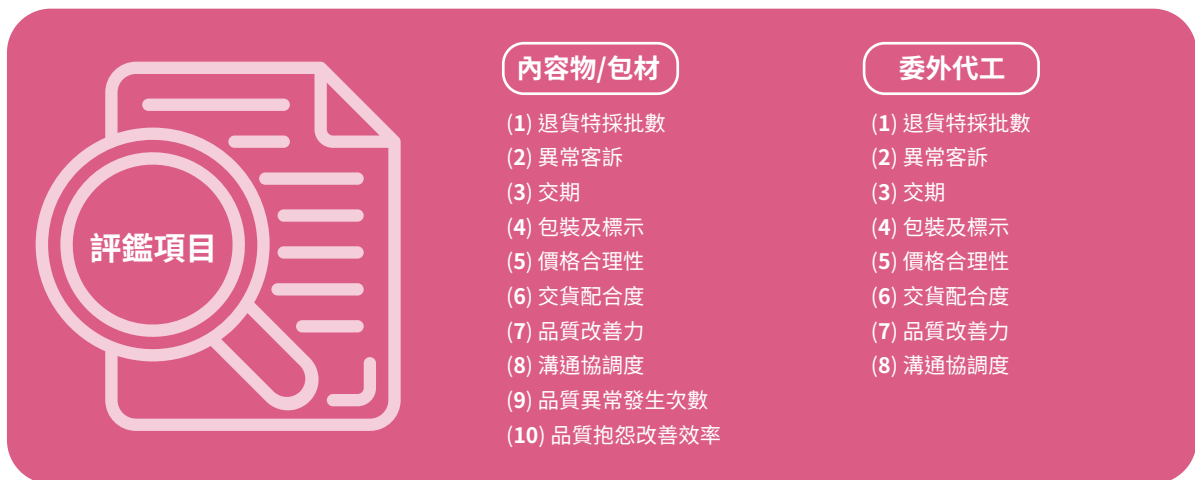 評鑑項目
內容物/包材
(1) 退貨特採批數
(2) 異常客訴
(3) 交期
(4) 包裝及標示
(5) 價格合理性
(6) 交貨配合度
(7) 品質改善力
(8) 溝通協調度
(9) 品質異常發生次數
(10) 品質抱怨改善效率
委外代工
(1) 退貨特採批數
(2) 異常客訴
(3) 交期
(4) 包裝及標示
(5) 價格合理性
(6) 交貨配合度
(7) 品質改善力
(8) 溝通協調度